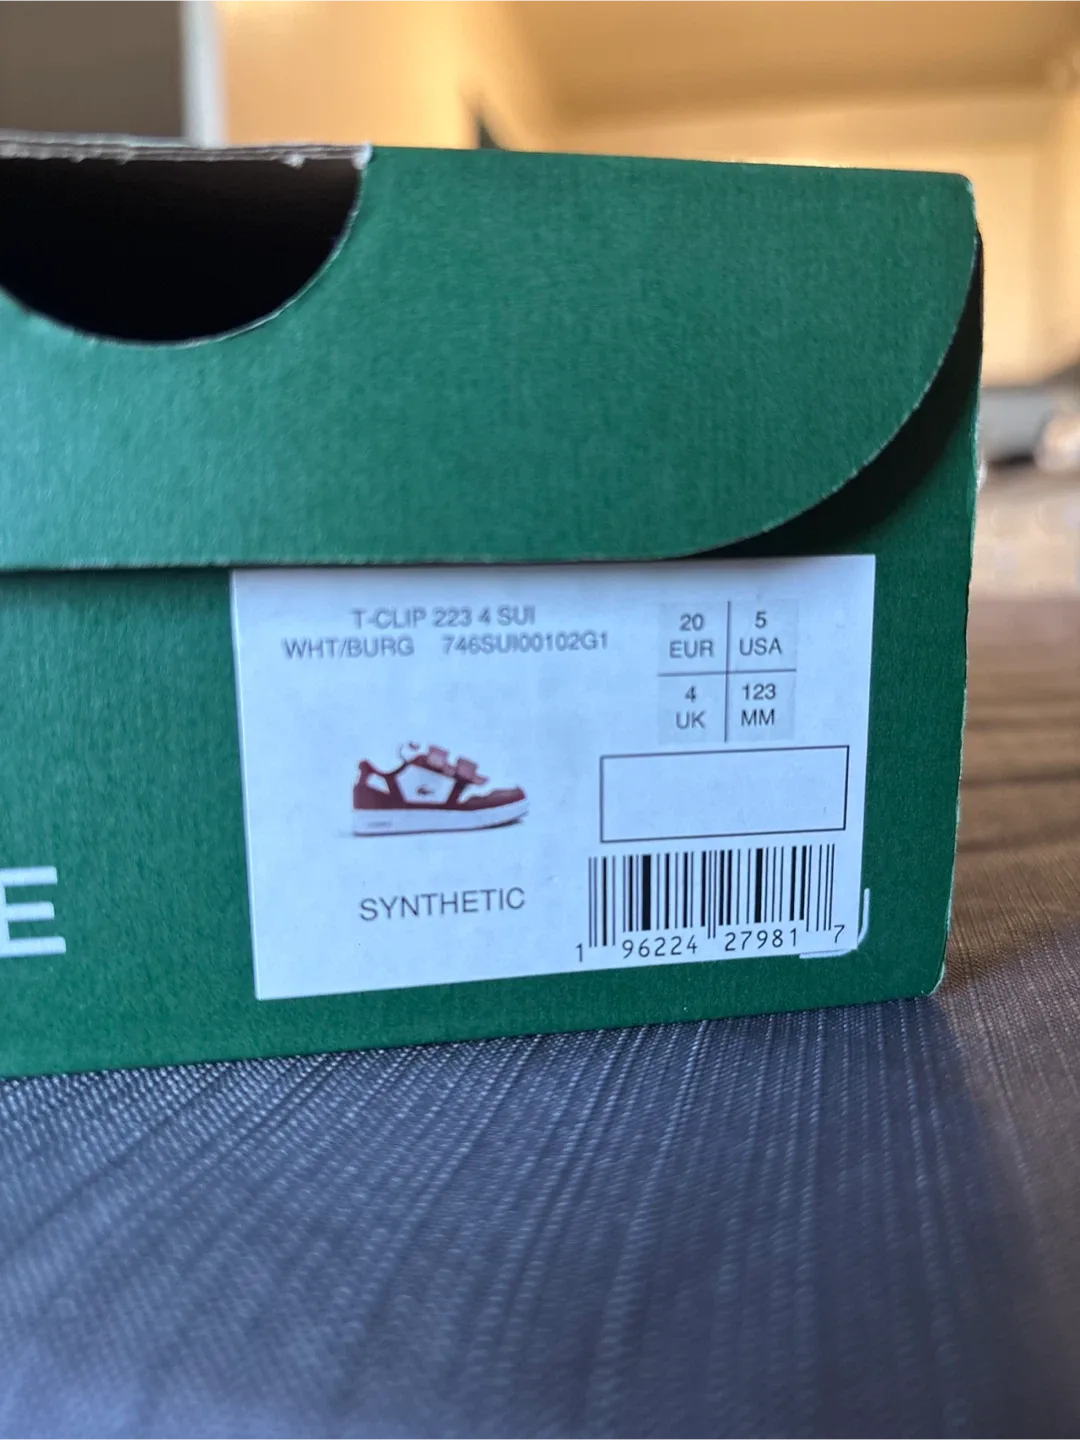 T-CLIP 223 4 SUI
WHT/BURG 746SUI00102G1
20 EUR
5 USA
4 UK
123 MM
SYNTHETIC
1 96224 27981 7
E